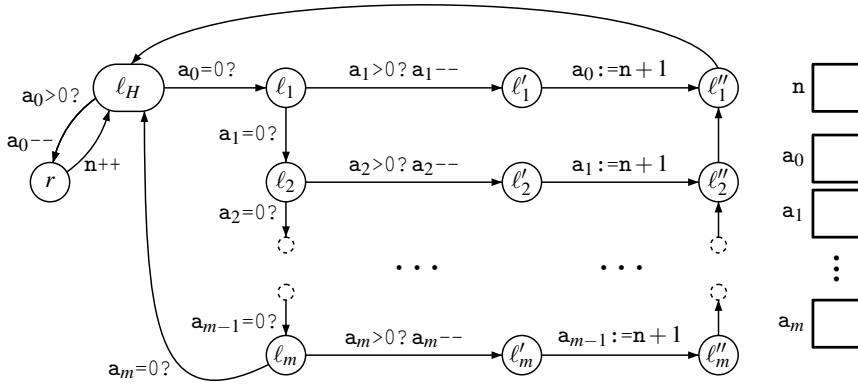 ℓ_H
a₀=0?
ℓ₁
a₁>0? a₁--
ℓ′₁
a₀:=n+1
ℓ″₁
n
a₀>0?
a₀--
n++
r
a₁=0?
ℓ₂
a₂>0? a₂--
ℓ′₂
a₁:=n+1
ℓ″₂
a₀
a₂=0?
a₁
...
...
⋮
a_{m−1}=0?
a_m=0?
ℓ_m
a_m>0? a_m--
ℓ′_m
a_{m−1}:=n+1
ℓ″_m
a_m